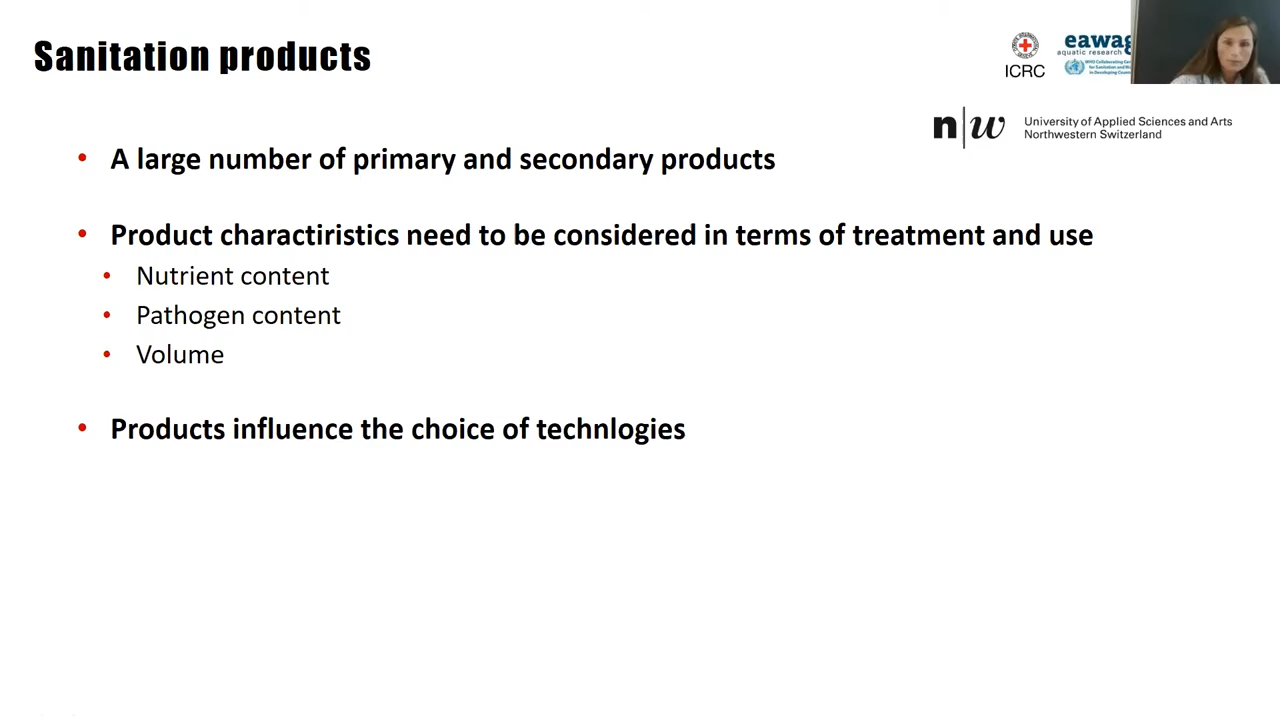 Sanitation products
ICRC
eawag
aquatic research
University of Applied Sciences and Arts
Northwestern Switzerland
• A large number of primary and secondary products
• Product charactiristics need to be considered in terms of treatment and use
• Nutrient content
• Pathogen content
• Volume
• Products influence the choice of technlogies